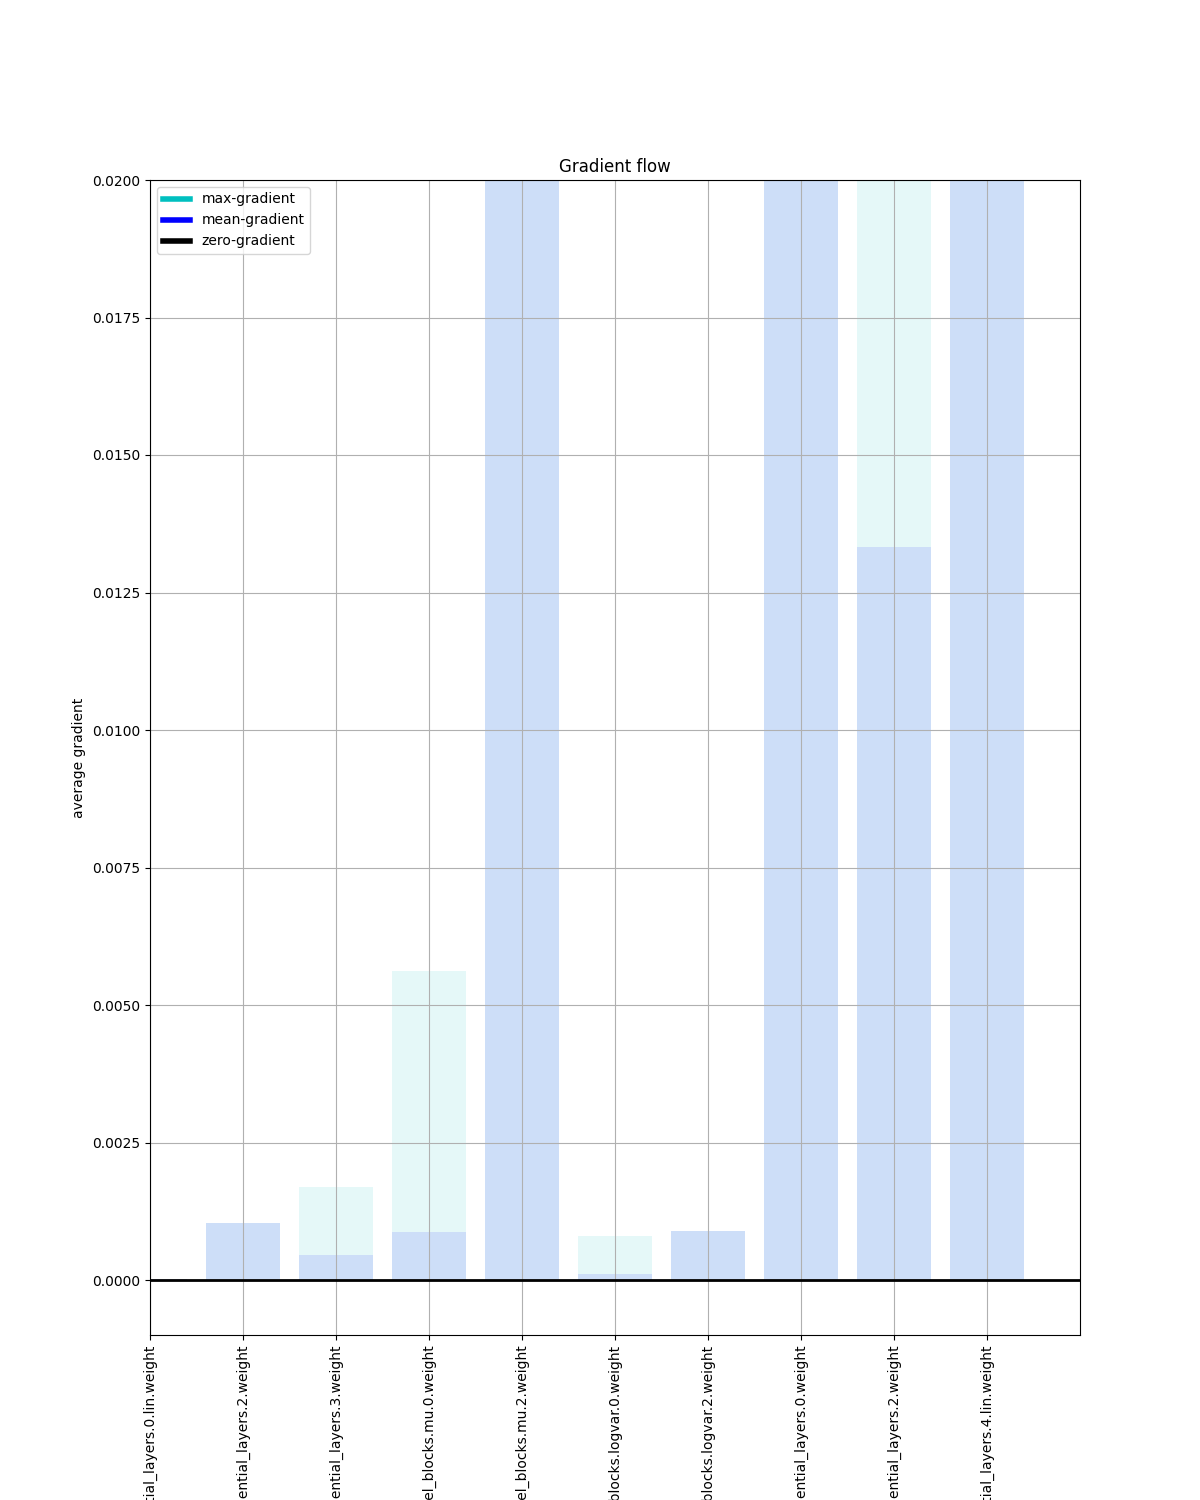 Gradient flow
max-gradient
mean-gradient
zero-gradient
0.0200
0.0175
0.0150
0.0125
0.0100
0.0075
0.0050
0.0025
0.0000
average gradient
tial_layers.0.lin.weight
ential_layers.2.weight
ential_layers.3.weight
el_blocks.mu.0.weight
el_blocks.mu.2.weight
blocks.logvar.0.weight
blocks.logvar.2.weight
ential_layers.0.weight
ential_layers.2.weight
tial_layers.4.lin.weight